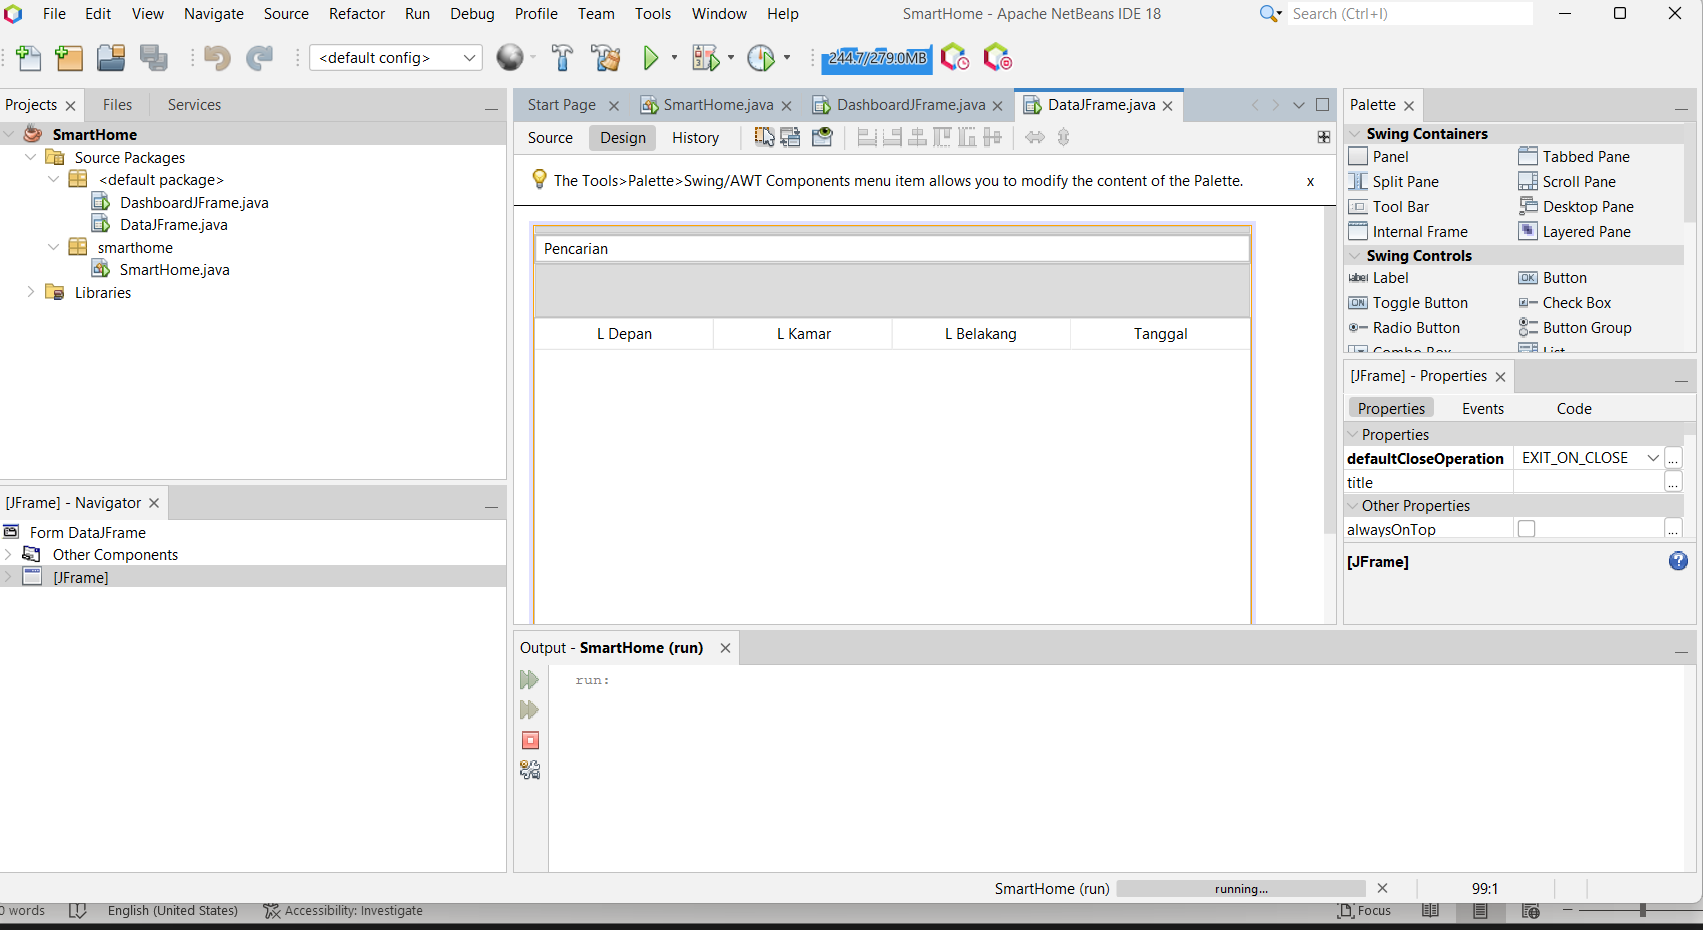 File Edit View Navigate Source Refactor Run Debug Profile Team Tools Window Help SmartHome - Apache NetBeans IDE 18 Search (Ctrl+I)
<default config> 244.7/279.0MB
Projects Files Services
SmartHome
Source Packages
<default package>
DashboardJFrame.java
DataJFrame.java
smarthome
SmartHome.java
Libraries
[JFrame] - Navigator
Form DataJFrame
Other Components
[JFrame]
Start Page SmartHome.java DashboardJFrame.java DataJFrame.java
Source Design History
The Tools>Palette>Swing/AWT Components menu item allows you to modify the content of the Palette. x
Pencarian
L Depan L Kamar L Belakang Tanggal
Output - SmartHome (run)
run:
Palette
Swing Containers
Panel Tabbed Pane
Split Pane Scroll Pane
Tool Bar Desktop Pane
Internal Frame Layered Pane
Swing Controls
label Label OK Button
ON Toggle Button Check Box
Radio Button Button Group
Combo Box List
[JFrame] - Properties
Properties Events Code
Properties
defaultCloseOperation EXIT_ON_CLOSE ...
title ...
Other Properties
alwaysOnTop ...
[JFrame]
SmartHome (run) running... 99:1
0 words English (United States) Accessibility: Investigate Focus